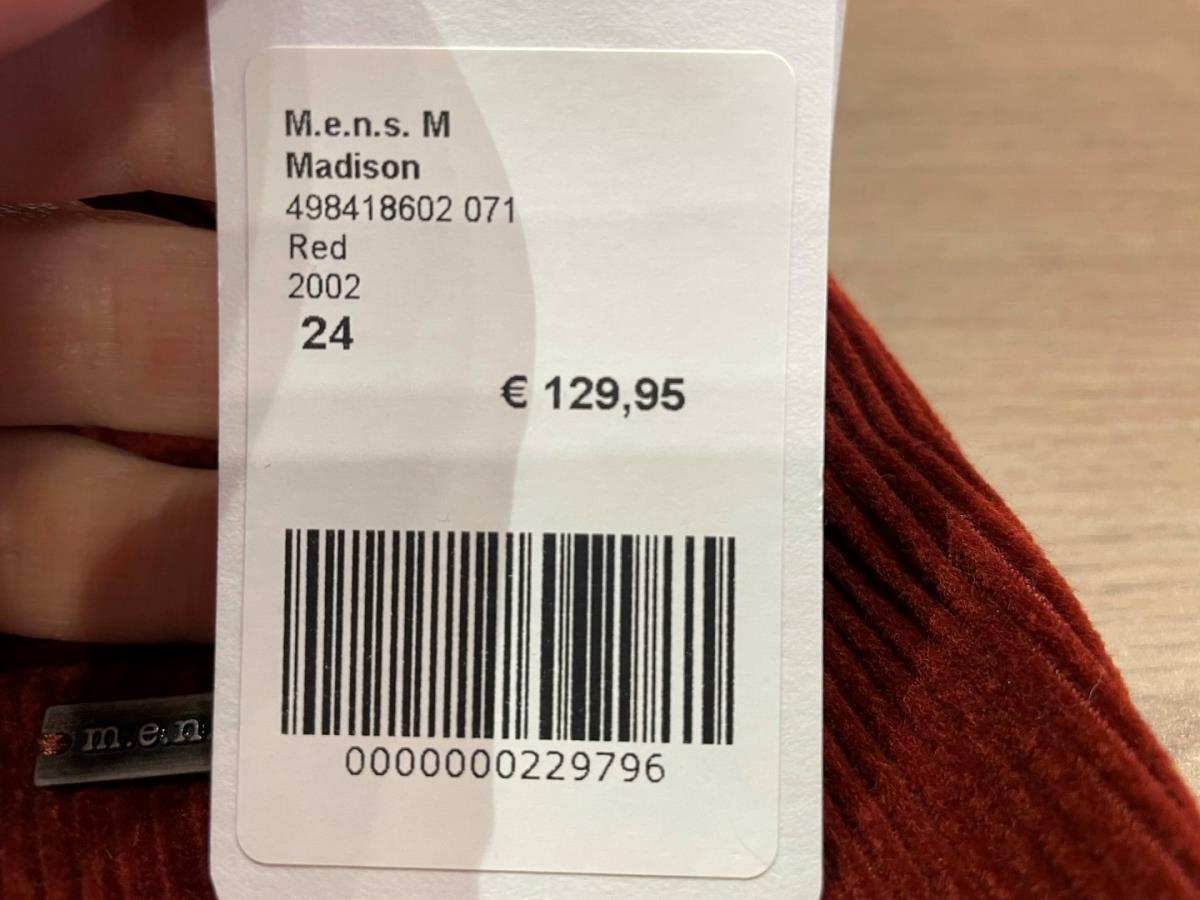 M.e.n.s. M
Madison
498418602 071
Red
2002
24
€ 129,95
0000000229796
m.e.n